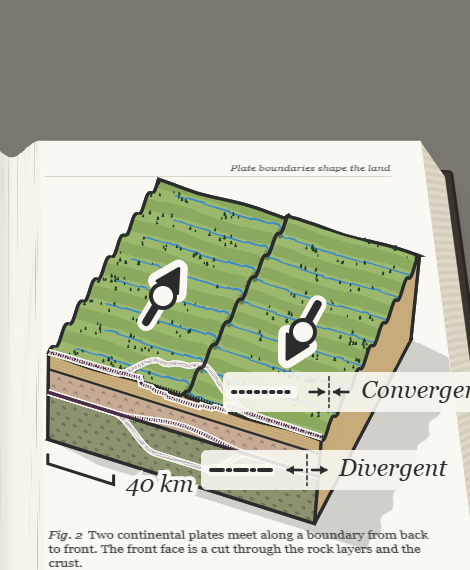 Plate boundaries shape the land
Divergent
40 km
Fig. 2 Two continental plates meet along a boundary from back
to front. The front face is a cut through the rock layers and the
crust.